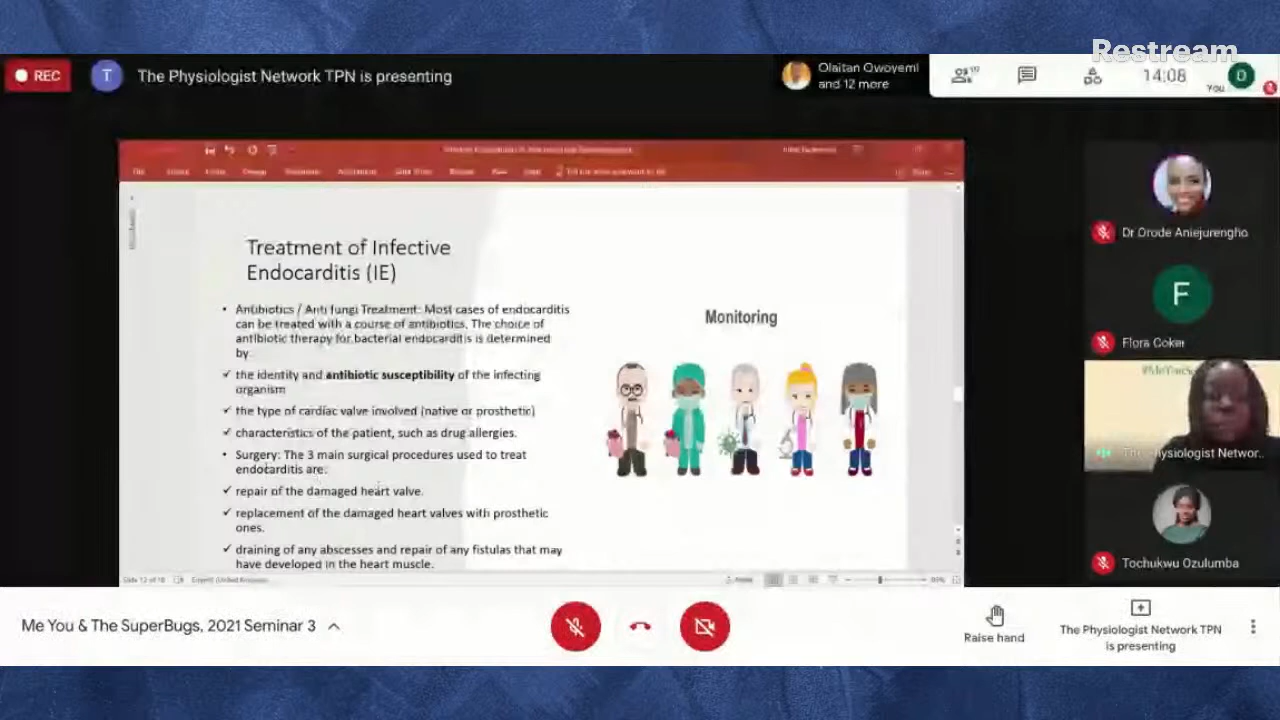 Restream
REC
T
The Physiologist Network TPN is presenting
Olaitan Owoyemi
and 12 more
14:08
You
D
Treatment of Infective
Endocarditis (IE)
• Antibiotics / Anti fungi Treatment: Most cases of endocarditis
can be treated with a course of antibiotics. The choice of
antibiotic therapy for bacterial endocarditis is determined
by.
✓ the identity and antibiotic susceptibility of the infecting
organism
✓ the type of cardiac valve involved (native or prosthetic)
✓ characteristics of the patient, such as drug allergies.
• Surgery: The 3 main surgical procedures used to treat
endocarditis are:
✓ repair of the damaged heart valve.
✓ replacement of the damaged heart valves with prosthetic
ones.
✓ draining of any abscesses and repair of any fistulas that may
have developed in the heart muscle.
Monitoring
Dr Orode Aniejurengho
F
Flora Coker
The Physiologist Networ...
Tochukwu Ozulumba
Me You & The SuperBugs, 2021 Seminar 3
Raise hand
The Physiologist Network TPN
is presenting